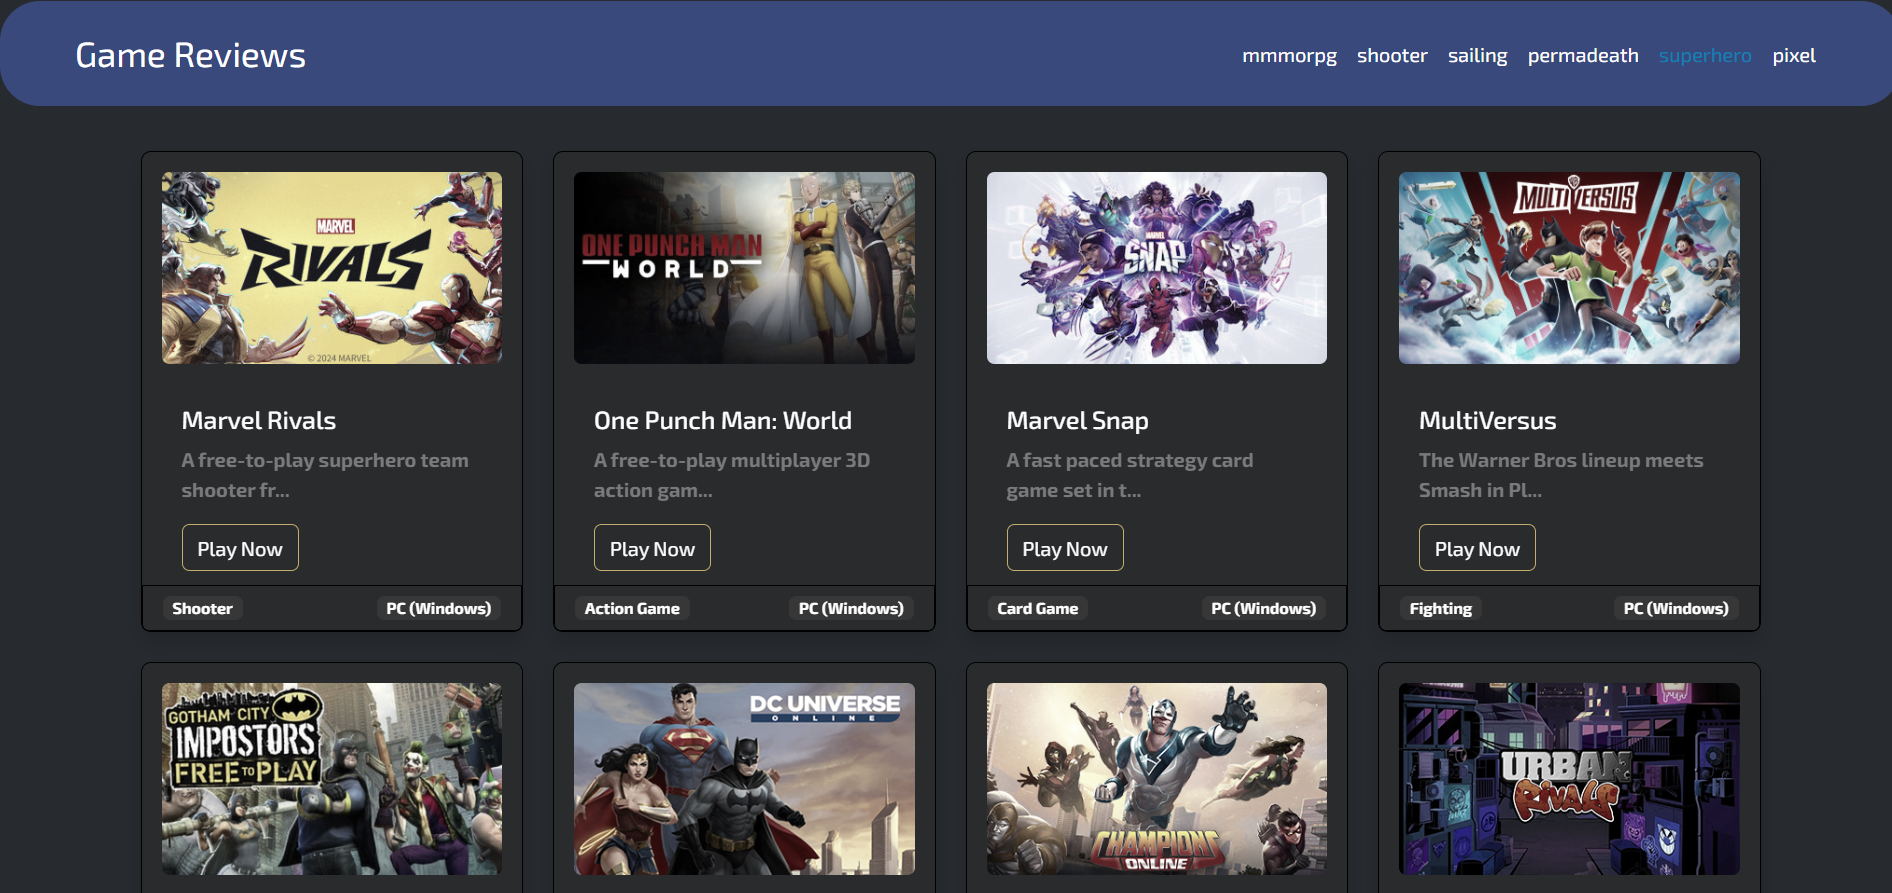 Game Reviews
mmmorpg shooter sailing permadeath superhero pixel
MARVEL
RIVALS
© 2024 MARVEL
ONE PUNCH MAN
WORLD
MARVEL
SNAP
MULTIVERSUS
Marvel Rivals
A free-to-play superhero team
shooter fr...
Play Now
Shooter PC (Windows)
One Punch Man: World
A free-to-play multiplayer 3D
action gam...
Play Now
Action Game PC (Windows)
Marvel Snap
A fast paced strategy card
game set in t...
Play Now
Card Game PC (Windows)
MultiVersus
The Warner Bros lineup meets
Smash in Pl...
Play Now
Fighting PC (Windows)
GOTHAM CITY
IMPOSTORS
FREE TO PLAY
DC UNIVERSE
ONLINE
CHAMPIONS
ONLINE
URBAN
RIVALS